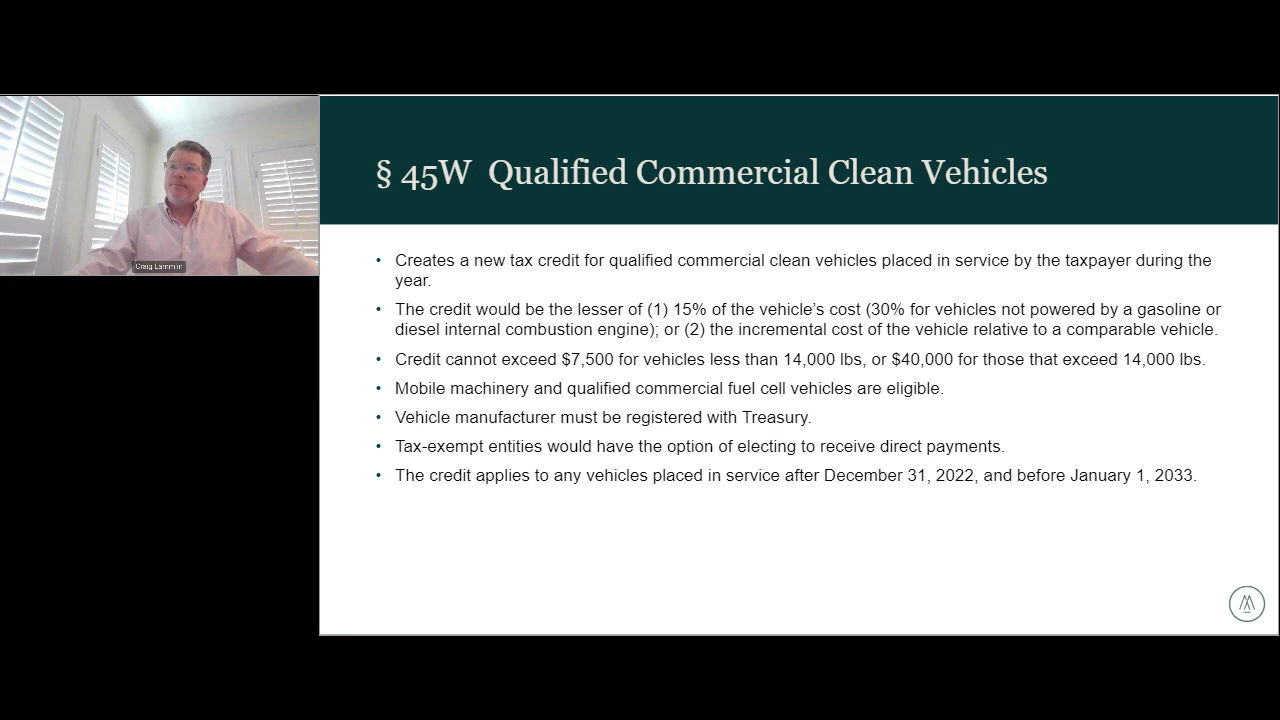 § 45W Qualified Commercial Clean Vehicles
• Creates a new tax credit for qualified commercial clean vehicles placed in service by the taxpayer during the
year.
• The credit would be the lesser of (1) 15% of the vehicle's cost (30% for vehicles not powered by a gasoline or
diesel internal combustion engine); or (2) the incremental cost of the vehicle relative to a comparable vehicle.
• Credit cannot exceed $7,500 for vehicles less than 14,000 lbs, or $40,000 for those that exceed 14,000 lbs.
• Mobile machinery and qualified commercial fuel cell vehicles are eligible.
• Vehicle manufacturer must be registered with Treasury.
• Tax-exempt entities would have the option of electing to receive direct payments.
• The credit applies to any vehicles placed in service after December 31, 2022, and before January 1, 2033.
Craig